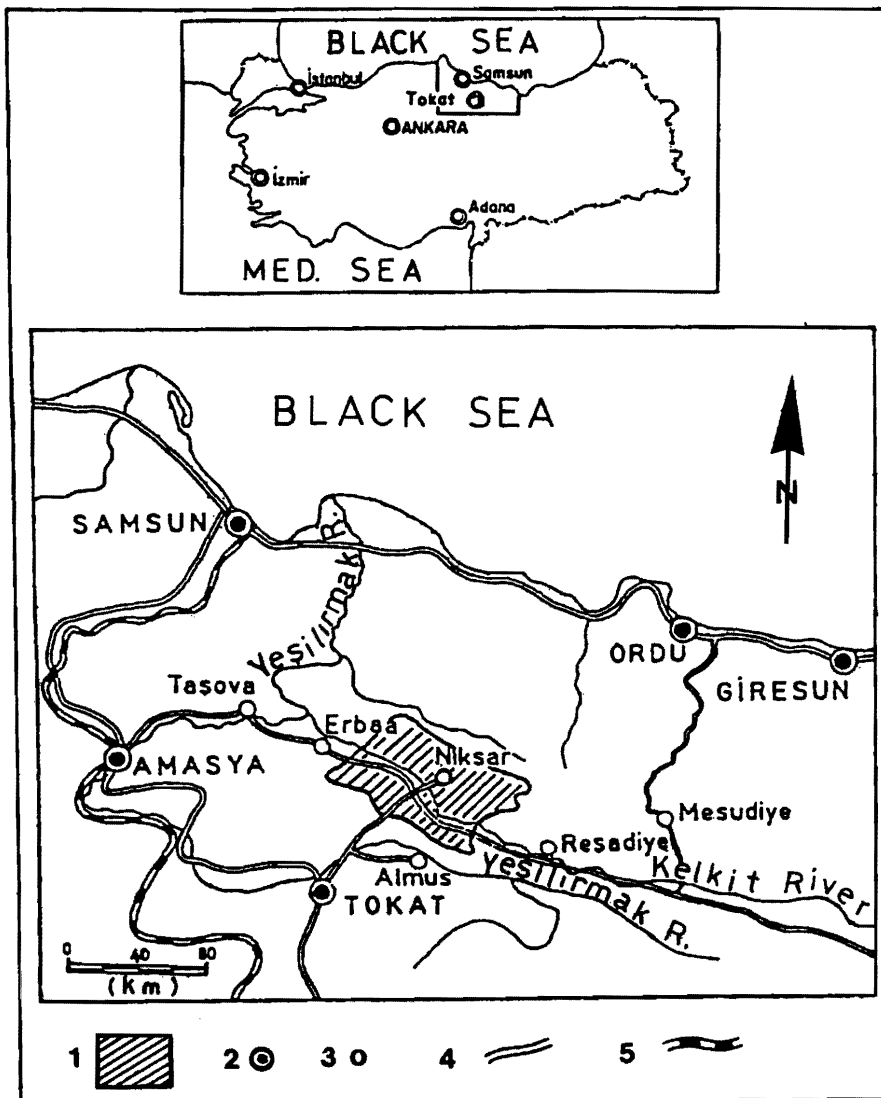 BLACK SEA
İstanbul
Samsun
Tokat
ANKARA
İzmir
Adana
MED. SEA
BLACK SEA
N
SAMSUN
Yeşilırmak R.
ORDU
GİRESUN
Taşova
Erbaa
Niksar
AMASYA
Mesudiye
Reşadiye
Almus
Kelkit River
Yeşilırmak R.
TOKAT
0 40 80
(km)
1 2 3 4 5